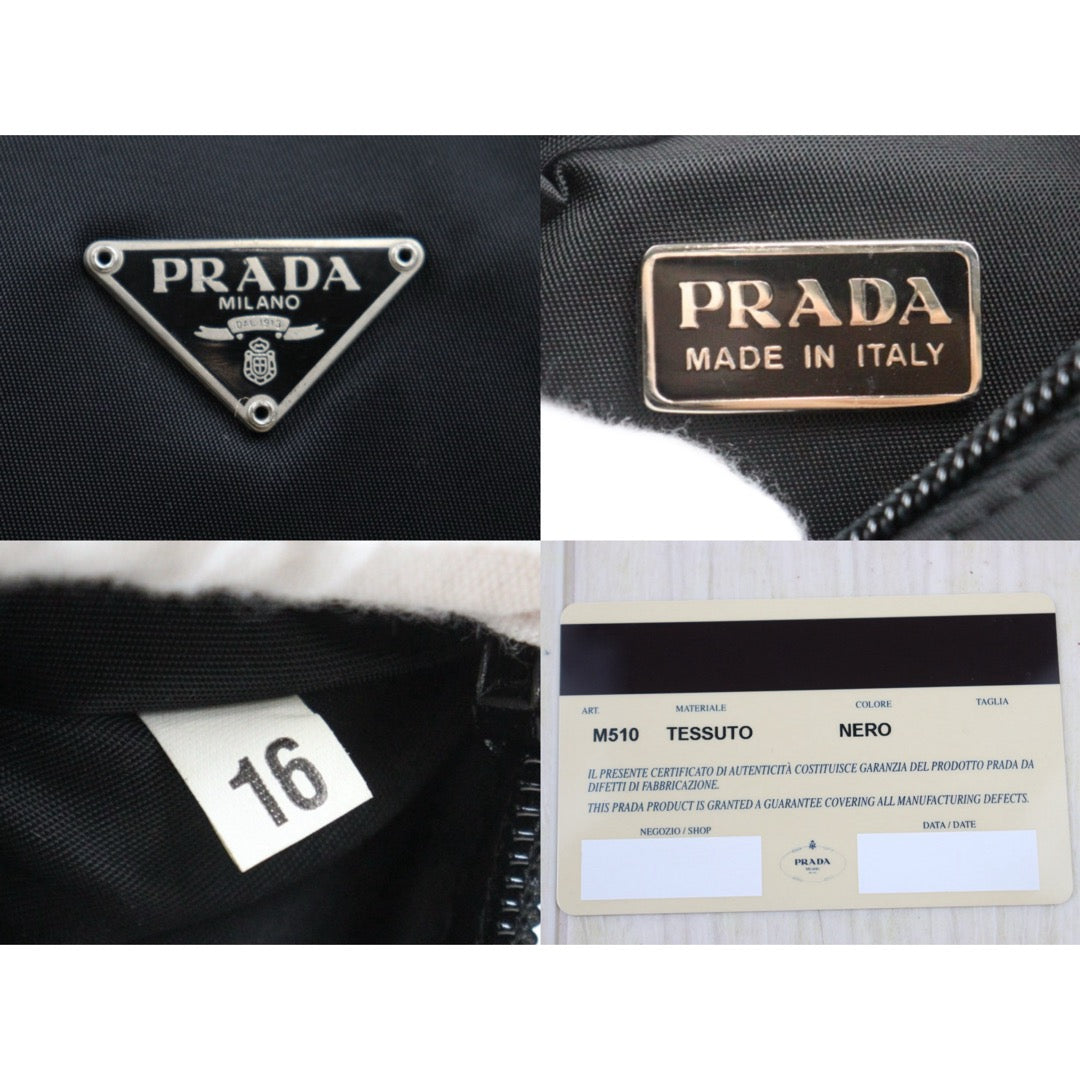 PRADA
MILANO
DAL 1913
PRADA
MADE IN ITALY
16
ART. MATERIALE COLORE TAGLIA
M510 TESSUTO NERO
IL PRESENTE CERTIFICATO DI AUTENTICITÀ COSTITUISCE GARANZIA DEL PRODOTTO PRADA DA
DIFETTI DI FABBRICAZIONE.
THIS PRADA PRODUCT IS GRANTED A GUARANTEE COVERING ALL MANUFACTURING DEFECTS.
NEGOZIO / SHOP DATA / DATE
PRADA
MILANO